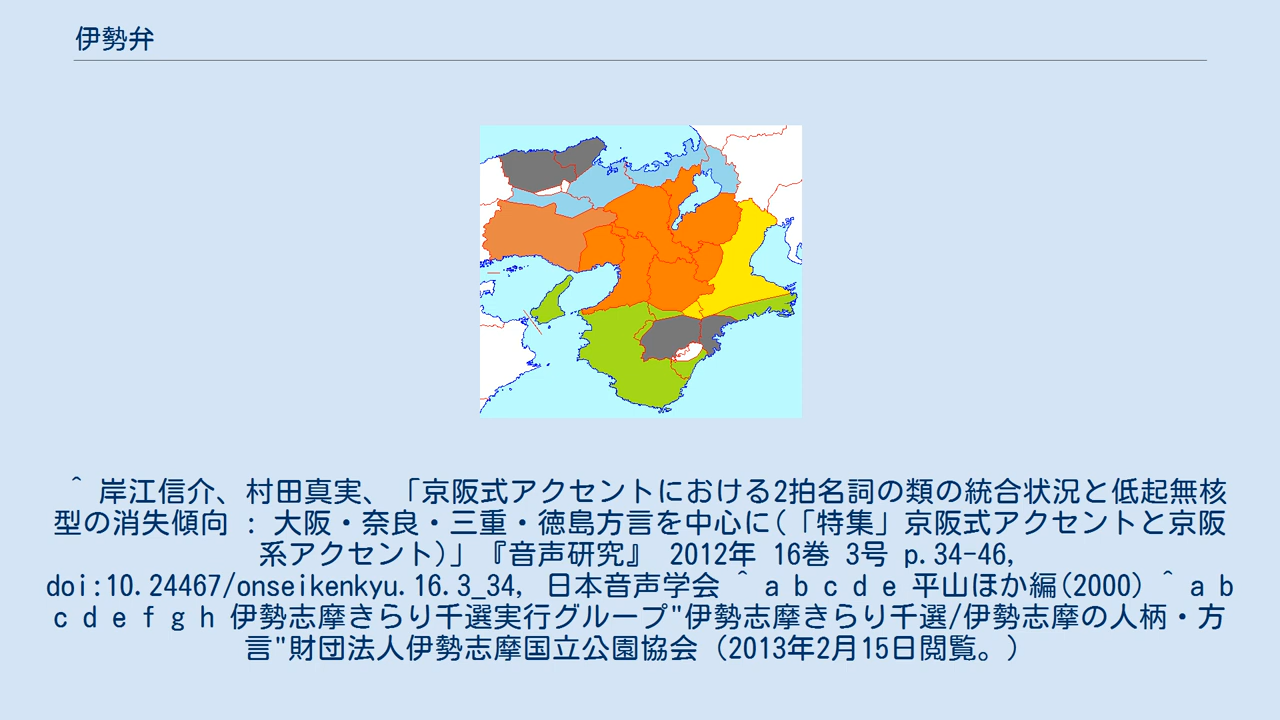 伊勢弁
^ 岸江信介、村田真実、「京阪式アクセントにおける2拍名詞の類の統合状況と低起無核
型の消失傾向 : 大阪・奈良・三重・徳島方言を中心に(「特集」京阪式アクセントと京阪
系アクセント)」『音声研究』 2012年 16巻 3号 p.34-46,
doi:10.24467/onseikenkyu.16.3_34, 日本音声学会 ^ a b c d e 平山ほか編(2000) ^ a b
c d e f g h 伊勢志摩きらり千選実行グループ"伊勢志摩きらり千選/伊勢志摩の人柄・方
言"財団法人伊勢志摩国立公園協会（2013年2月15日閲覧。）